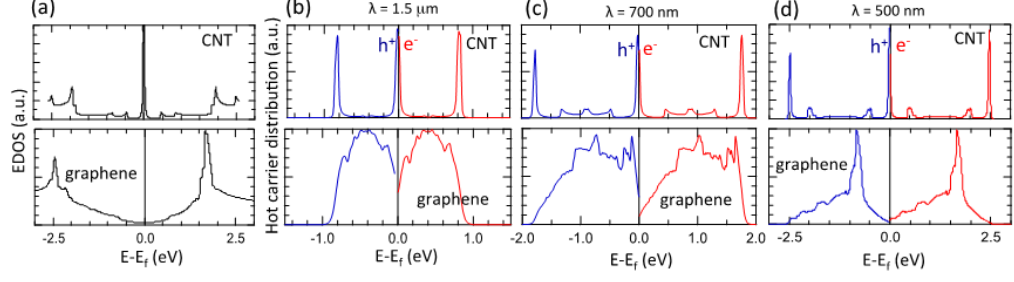 (a) (b) λ = 1.5 µm (c) λ = 700 nm (d) λ = 500 nm
CNT h⁺ e⁻ CNT h⁺ e⁻ CNT h⁺ e⁻ CNT
EDOS (a.u.)
Hot carrier distribution (a.u.)
graphene graphene graphene graphene
-2.5 0.0 2.5 -1.0 0.0 1.0 -2.0 -1.0 0.0 1.0 2.0 -2.5 0.0 2.5
E-E_f (eV) E-E_f (eV) E-E_f (eV) E-E_f (eV)